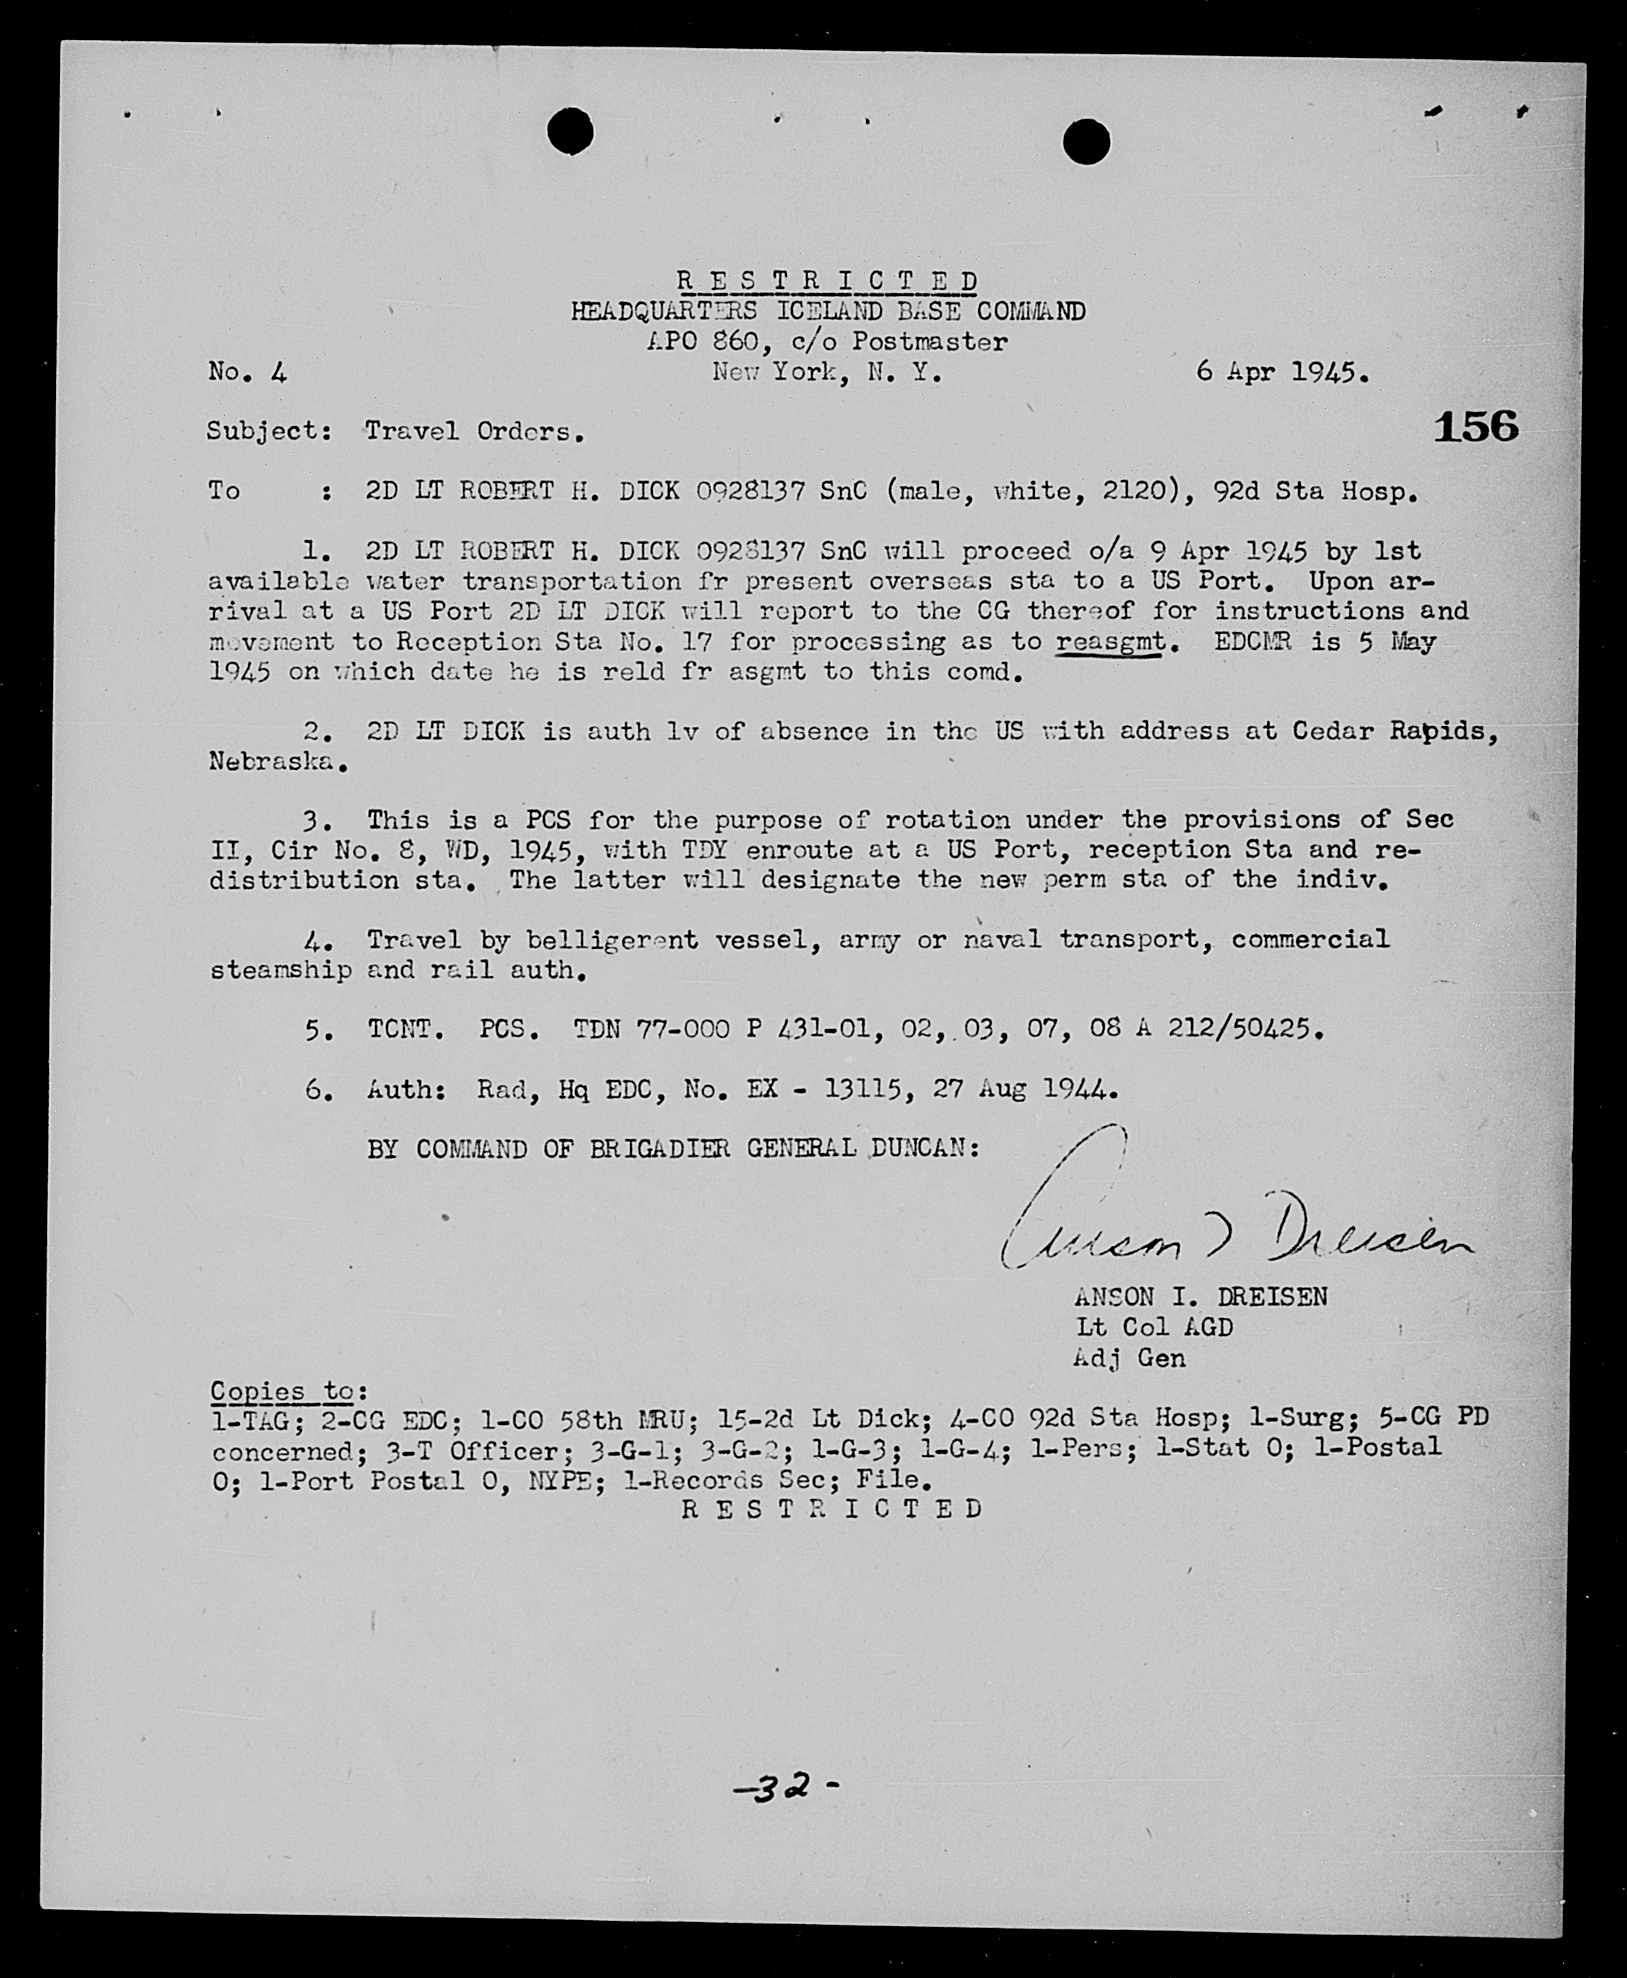 R E S T R I C T E D
HEADQUARTERS ICELAND BASE COMMAND
APO 860, c/o Postmaster
No. 4 New York, N. Y. 6 Apr 1945.
156
Subject: Travel Orders.
To : 2D LT ROBERT H. DICK 0928137 SnC (male, white, 2120), 92d Sta Hosp.
1. 2D LT ROBERT H. DICK 0928137 SnC will proceed o/a 9 Apr 1945 by 1st
available water transportation fr present overseas sta to a US Port. Upon ar-
rival at a US Port 2D LT DICK will report to the CG thereof for instructions and
movement to Reception Sta No. 17 for processing as to reasgmt. EDCMR is 5 May
1945 on which date he is reld fr asgmt to this comd.
2. 2D LT DICK is auth lv of absence in the US with address at Cedar Rapids,
Nebraska.
3. This is a PCS for the purpose of rotation under the provisions of Sec
II, Cir No. 8, WD, 1945, with TDY enroute at a US Port, reception Sta and re-
distribution sta. The latter will designate the new perm sta of the indiv.
4. Travel by belligerent vessel, army or naval transport, commercial
steamship and rail auth.
5. TCNT. PCS. TDN 77-000 P 431-01, 02, 03, 07, 08 A 212/50425.
6. Auth: Rad, Hq EDC, No. EX - 13115, 27 Aug 1944.
BY COMMAND OF BRIGADIER GENERAL DUNCAN:
Anson I Dreisen
ANSON I. DREISEN
Lt Col AGD
Adj Gen
Copies to:
1-TAG; 2-CG EDC; 1-CO 58th MRU; 15-2d Lt Dick; 4-CO 92d Sta Hosp; 1-Surg; 5-CG PD
concerned; 3-T Officer; 3-G-1; 3-G-2; 1-G-3; 1-G-4; 1-Pers; 1-Stat O; 1-Postal
O; 1-Port Postal O, NYPE; 1-Records Sec; File.
R E S T R I C T E D
-32-